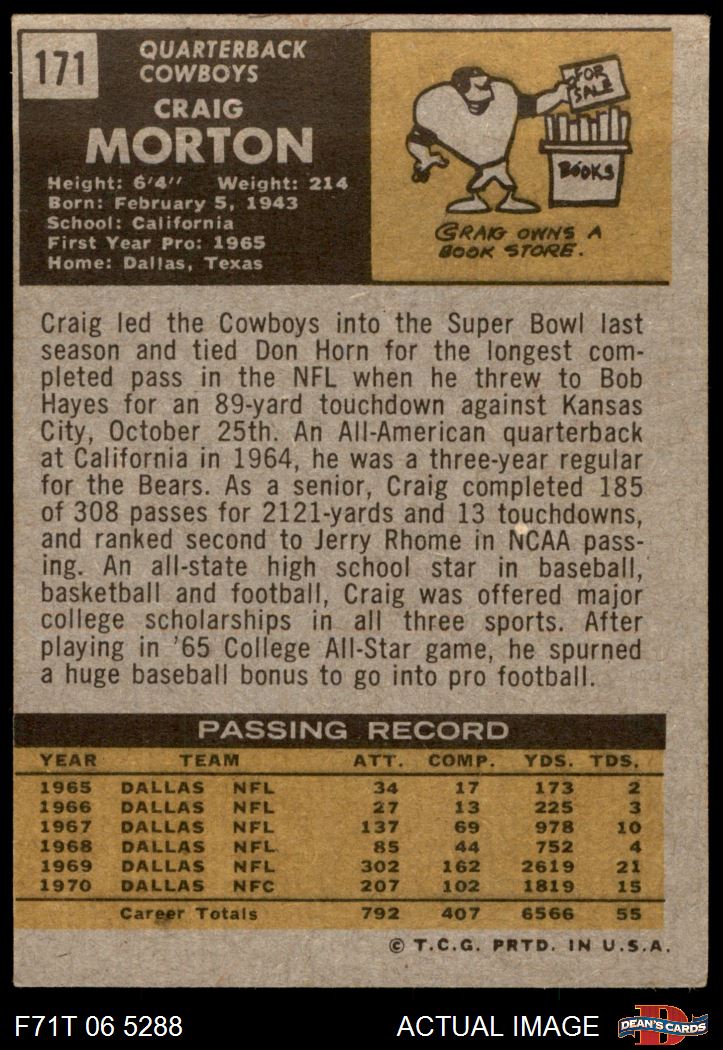 171
QUARTERBACK
COWBOYS
CRAIG
MORTON
Height: 6'4'' Weight: 214
Born: February 5, 1943
School: California
First Year Pro: 1965
Home: Dallas, Texas
FOR
SALE
BOOKS
CRAIG OWNS A
BOOK STORE.
Craig led the Cowboys into the Super Bowl last
season and tied Don Horn for the longest com-
pleted pass in the NFL when he threw to Bob
Hayes for an 89-yard touchdown against Kansas
City, October 25th. An All-American quarterback
at California in 1964, he was a three-year regular
for the Bears. As a senior, Craig completed 185
of 308 passes for 2121-yards and 13 touchdowns,
and ranked second to Jerry Rhome in NCAA pass-
ing. An all-state high school star in baseball,
basketball and football, Craig was offered major
college scholarships in all three sports. After
playing in '65 College All-Star game, he spurned
a huge baseball bonus to go into pro football.
PASSING RECORD
YEAR TEAM ATT. COMP. YDS. TDS.
1965 DALLAS NFL 34 17 173 2
1966 DALLAS NFL 27 13 225 3
1967 DALLAS NFL 137 69 978 10
1968 DALLAS NFL 85 44 752 4
1969 DALLAS NFL 302 162 2619 21
1970 DALLAS NFC 207 102 1819 15
Career Totals 792 407 6566 55
© T.C.G. PRTD. IN U.S.A.
F71T 06 5288 ACTUAL IMAGE
D
DEAN'S CARDS